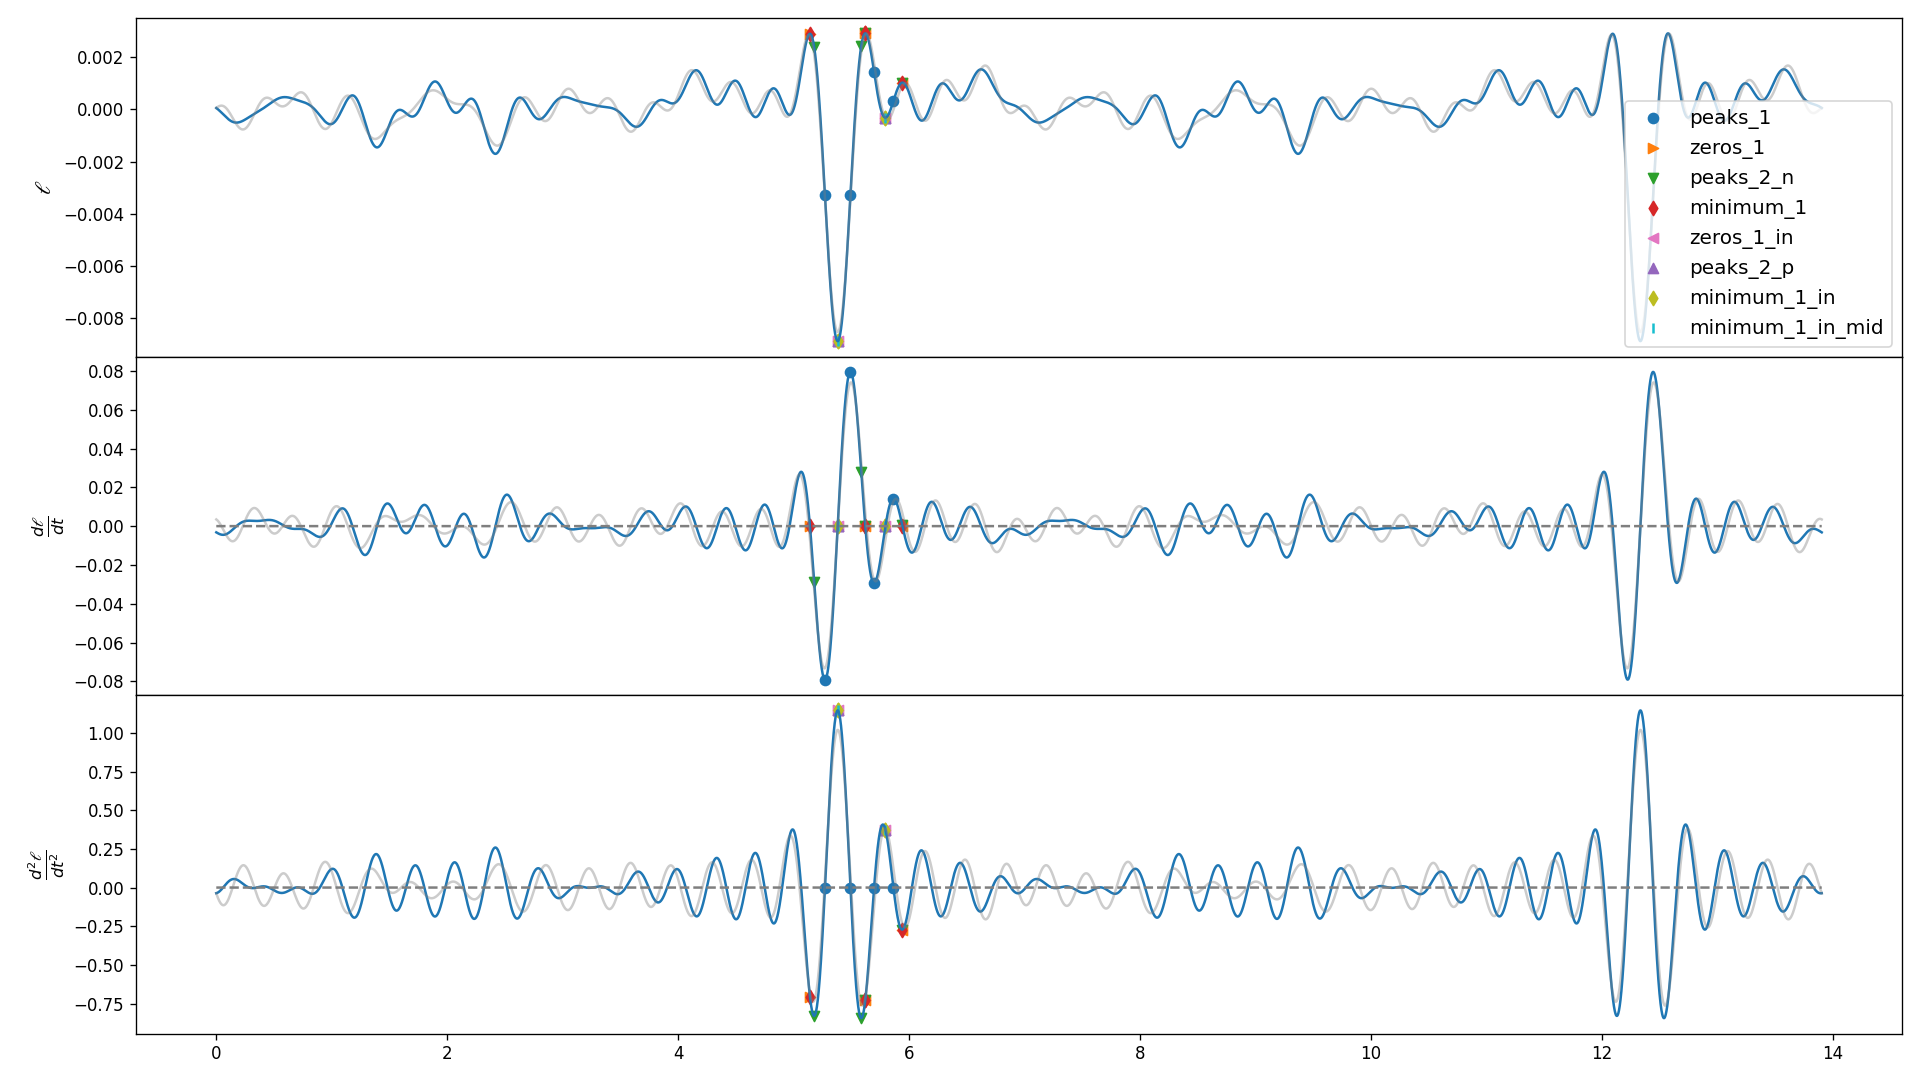 0.002
0.000
−0.002
−0.004
−0.006
−0.008
ℓ
peaks_1
zeros_1
peaks_2_n
minimum_1
zeros_1_in
peaks_2_p
minimum_1_in
minimum_1_in_mid
0.08
0.06
0.04
0.02
0.00
−0.02
−0.04
−0.06
−0.08
dℓ/dt
1.00
0.75
0.50
0.25
0.00
−0.25
−0.50
−0.75
d²ℓ/dt²
0 2 4 6 8 10 12 14